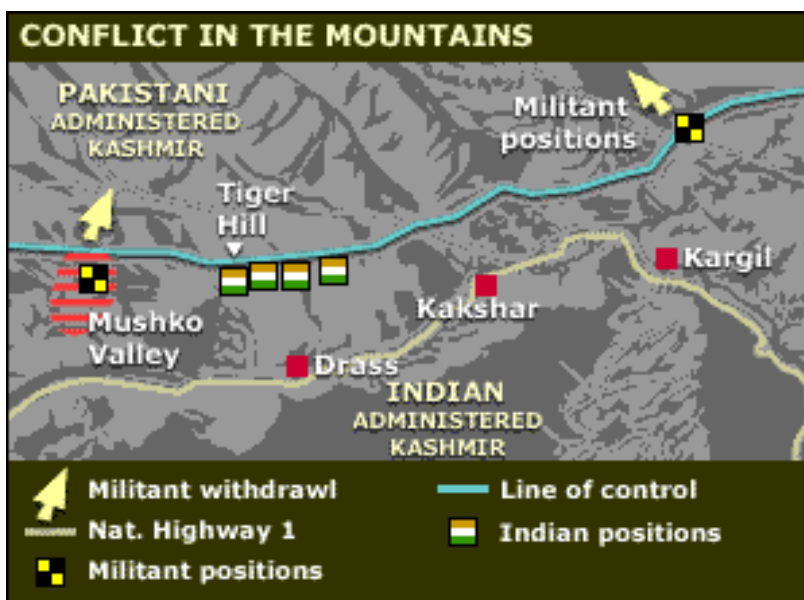 CONFLICT IN THE MOUNTAINS
PAKISTANI
ADMINISTERED
KASHMIR
Militant
positions
Tiger
Hill
Kargil
Kakshar
Mushko
Valley
Drass
INDIAN
ADMINISTERED
KASHMIR
Militant withdrawl
Line of control
Nat. Highway 1
Indian positions
Militant positions